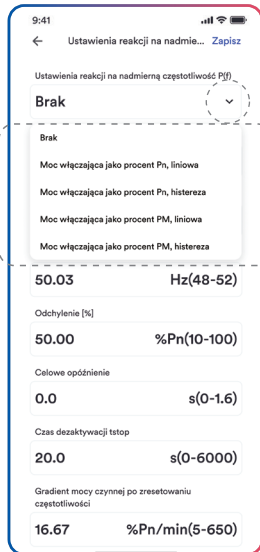 9:41
Ustawienia reakcji na nadmie... Zapisz
Ustawienia reakcji na nadmierną częstotliwość P(f)
Brak
Brak
Moc włączająca jako procent Pn, liniowa
Moc włączająca jako procent Pn, histereza
Moc włączająca jako procent PM, liniowa
Moc włączająca jako procent PM, histereza
50.03 Hz(48-52)
Odchylenie [%]
50.00 %Pn(10-100)
Celowe opóźnienie
0.0 s(0-1.6)
Czas dezaktywacji tstop
20.0 s(0-6000)
Gradient mocy czynnej po zresetowaniu
częstotliwości
16.67 %Pn/min(5-650)